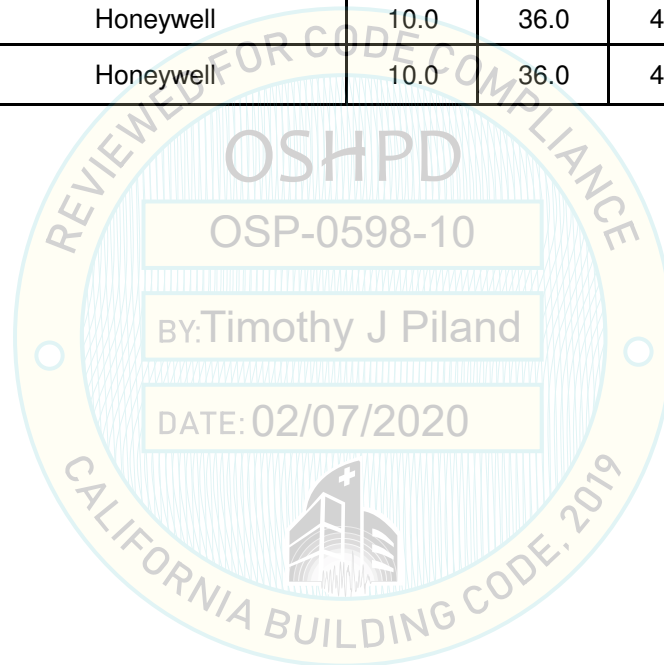 Honeywell 10.0 36.0 4
Honeywell 10.0 36.0 4
REVIEWED FOR CODE COMPLIANCE
OSHPD
OSP-0598-10
BY:Timothy J Piland
DATE: 02/07/2020
CALIFORNIA BUILDING CODE, 2019